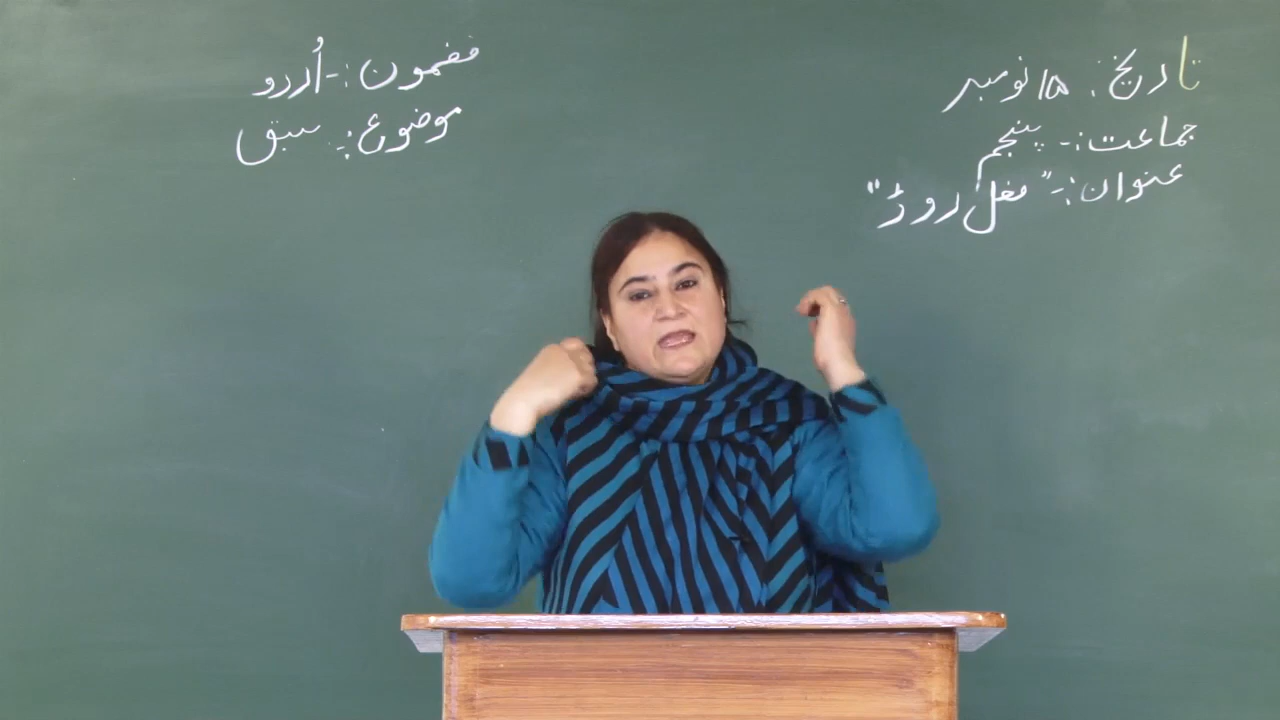 تاریخ: ۱۵ نومبر
جماعت:- پنجم
عنوان:- "مغل روڈ"
مضمون:- اُردو
موضوع:- سبق